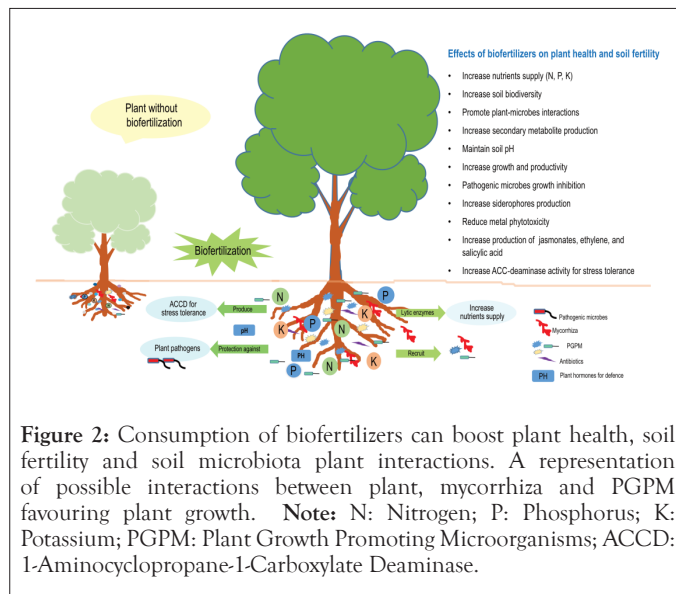 Effects of biofertilizers on plant health and soil fertility
• Increase nutrients supply (N, P, K)
• Increase soil biodiversity
• Promote plant-microbes interactions
• Increase secondary metabolite production
• Maintain soil pH
• Increase growth and productivity
• Pathogenic microbes growth inhibition
• Increase siderophores production
• Reduce metal phytotoxicity
• Increase production of jasmonates, ethylene, and
salicylic acid
• Increase ACC-deaminase activity for stress tolerance
Plant without
biofertilization
Biofertilization
ACCD for
stress tolerance
Produce
N
P
K
Lytic enzymes
Increase
nutrients supply
pH
P
N
Plant pathogens
Protection against
PH
P
N
K
Recruit
Pathogenic microbes
Mycorrhiza
PGPM
Antibiotics
PH
Plant hormones for defence
Figure 2: Consumption of biofertilizers can boost plant health, soil
fertility and soil microbiota plant interactions. A representation
of possible interactions between plant, mycorrhiza and PGPM
favouring plant growth. Note: N: Nitrogen; P: Phosphorus; K:
Potassium; PGPM: Plant Growth Promoting Microorganisms; ACCD:
1-Aminocyclopropane-1-Carboxylate Deaminase.